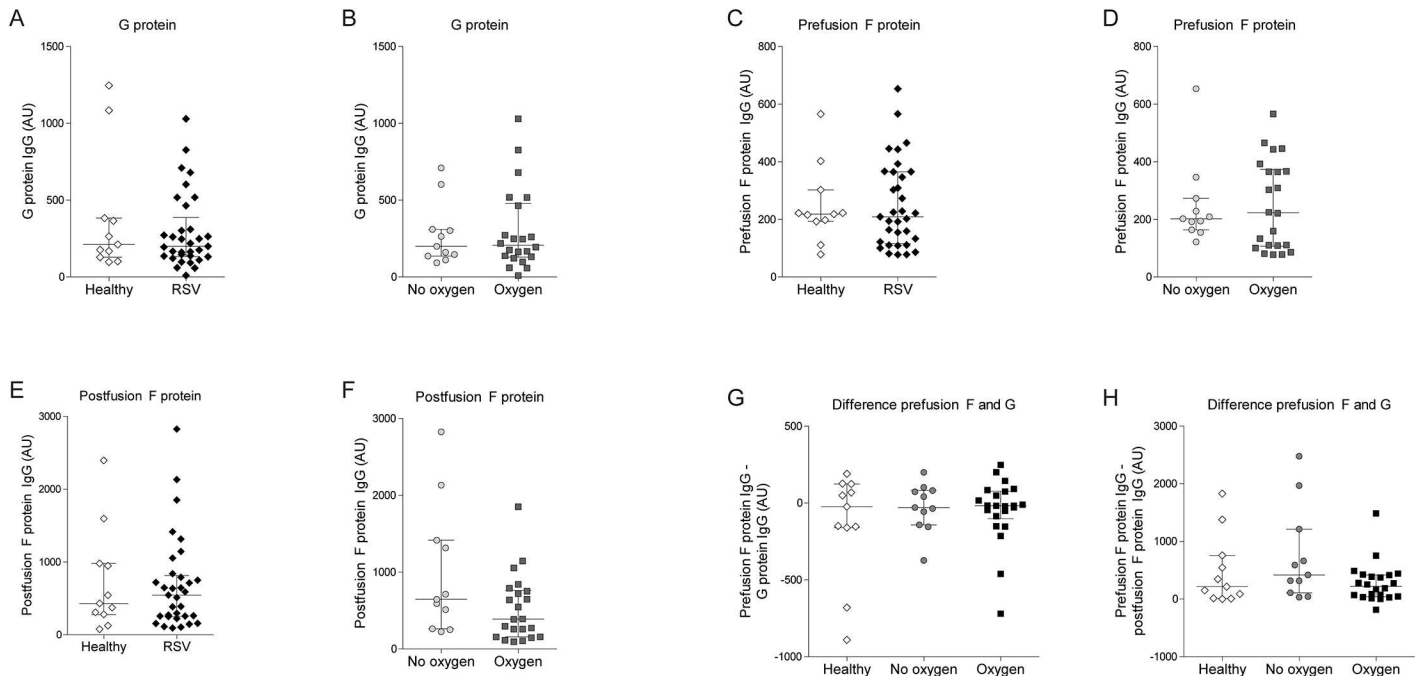 A
G protein
1500
1000
500
0
G protein IgG (AU)
Healthy
RSV
B
G protein
1500
1000
500
0
G protein IgG (AU)
No oxygen
Oxygen
C
Prefusion F protein
800
600
400
200
0
Prefusion F protein IgG (AU)
Healthy
RSV
D
Prefusion F protein
800
600
400
200
0
Prefusion F protein IgG (AU)
No oxygen
Oxygen
E
Postfusion F protein
3000
2000
1000
0
Postfusion F protein IgG (AU)
Healthy
RSV
F
Postfusion F protein
3000
2000
1000
0
Postfusion F protein IgG (AU)
No oxygen
Oxygen
G
Difference prefusion F and G
500
0
-500
-1000
Prefusion F protein IgG -
G protein IgG (AU)
Healthy
No oxygen
Oxygen
H
Difference prefusion F and G
3000
2000
1000
0
-1000
Prefusion F protein IgG -
postfusion F protein IgG (AU)
Healthy
No oxygen
Oxygen